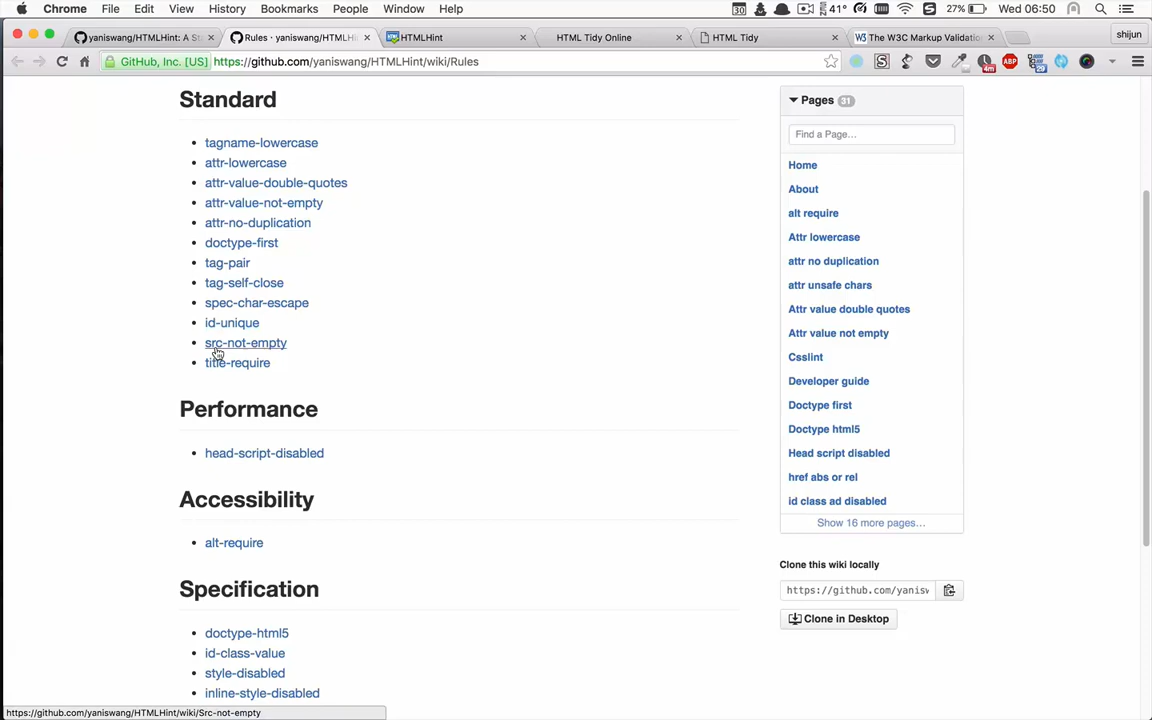 Chrome File Edit View History Bookmarks People Window Help 30 41° 27% Wed 06:50
yaniswang/HTMLHint: A St Rules · yaniswang/HTMLHi HTMLHint HTML Tidy Online HTML Tidy The W3C Markup Validatio shijun
GitHub, Inc. [US] https://github.com/yaniswang/HTMLHint/wiki/Rules 4m ABP 29
Standard
tagname-lowercase
attr-lowercase
attr-value-double-quotes
attr-value-not-empty
attr-no-duplication
doctype-first
tag-pair
tag-self-close
spec-char-escape
id-unique
src-not-empty
title-require
Performance
head-script-disabled
Accessibility
alt-require
Specification
doctype-html5
id-class-value
style-disabled
inline-style-disabled
Pages 31
Find a Page...
Home
About
alt require
Attr lowercase
attr no duplication
attr unsafe chars
Attr value double quotes
Attr value not empty
Csslint
Developer guide
Doctype first
Doctype html5
Head script disabled
href abs or rel
id class ad disabled
Show 16 more pages...
Clone this wiki locally
https://github.com/yanisw
Clone in Desktop
https://github.com/yaniswang/HTMLHint/wiki/Src-not-empty